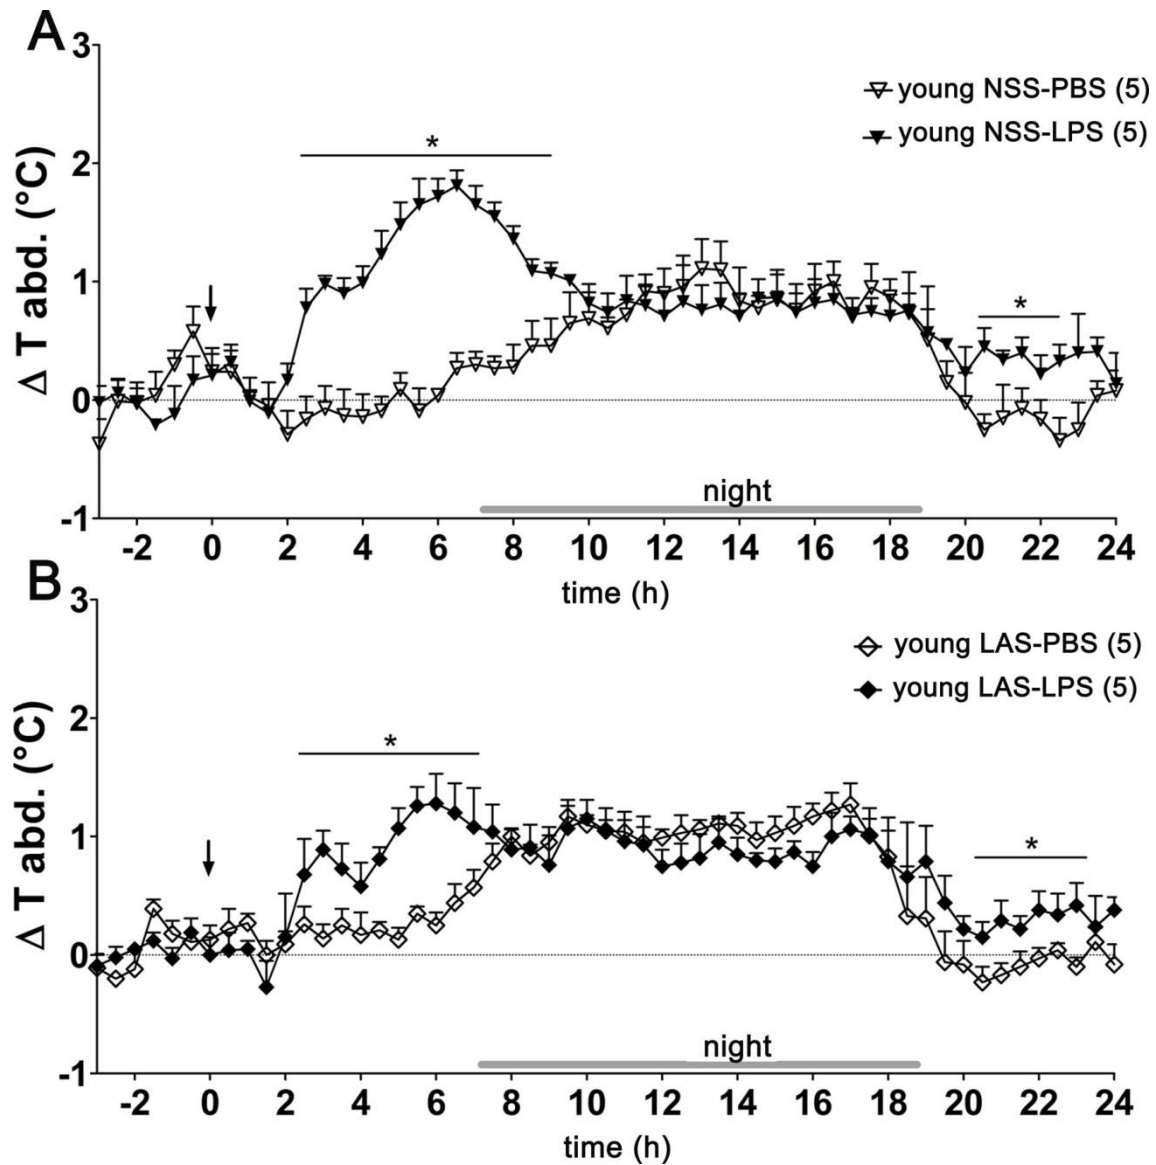 A
3
2
1
0
-1
Δ T abd. (°C)
young NSS-PBS (5)
young NSS-LPS (5)
*
*
night
-2 0 2 4 6 8 10 12 14 16 18 20 22 24
time (h)
B
3
2
1
0
-1
Δ T abd. (°C)
young LAS-PBS (5)
young LAS-LPS (5)
*
*
night
-2 0 2 4 6 8 10 12 14 16 18 20 22 24
time (h)